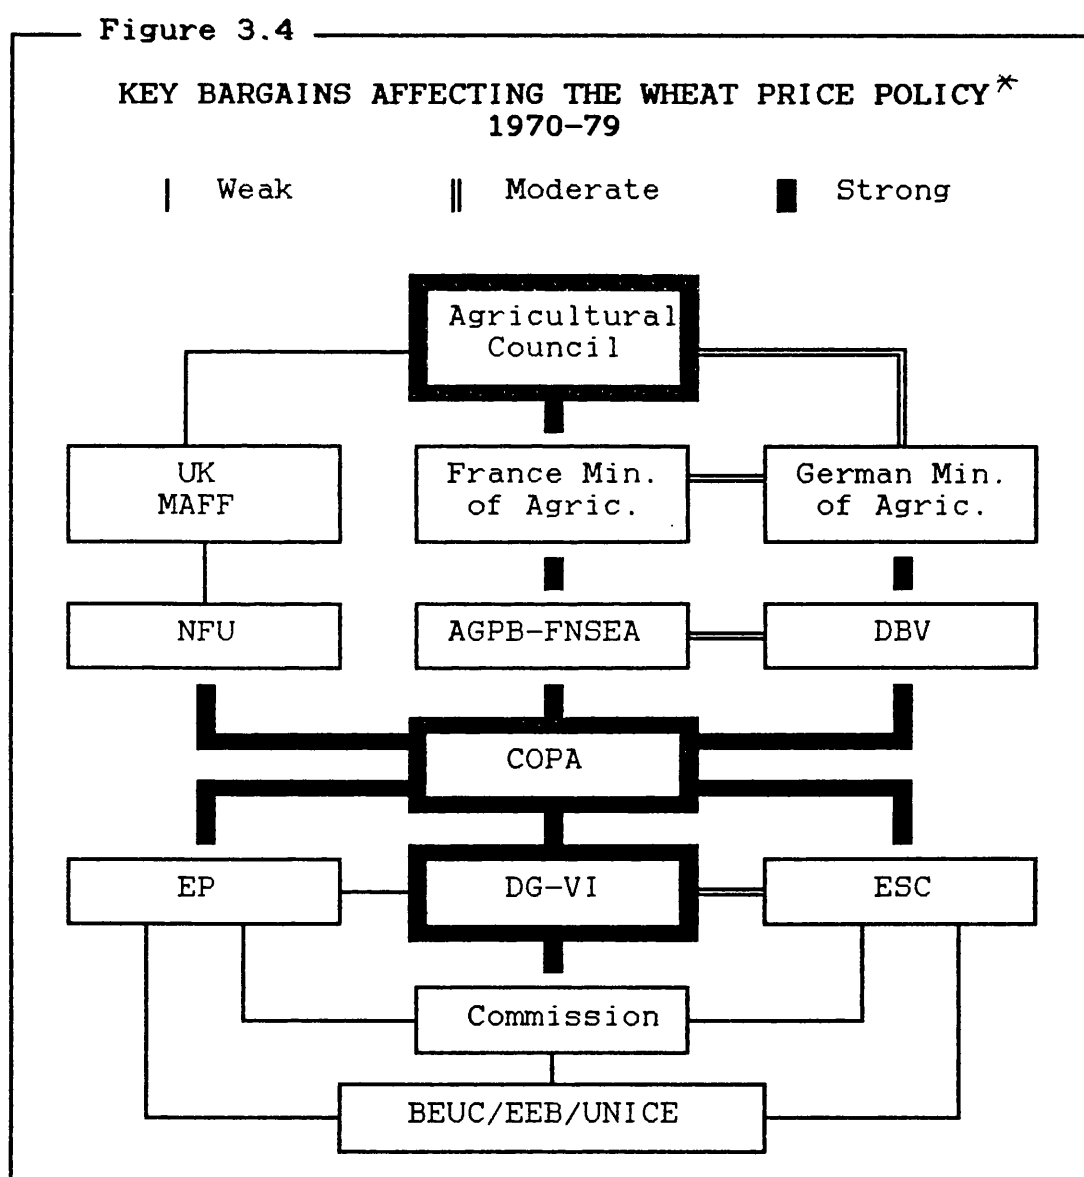 Figure 3.4
KEY BARGAINS AFFECTING THE WHEAT PRICE POLICY*
1970-79
Weak Moderate Strong
Agricultural
Council
UK
MAFF
France Min.
of Agric.
German Min.
of Agric.
NFU
AGPB-FNSEA
DBV
COPA
EP
DG-VI
ESC
Commission
BEUC/EEB/UNICE